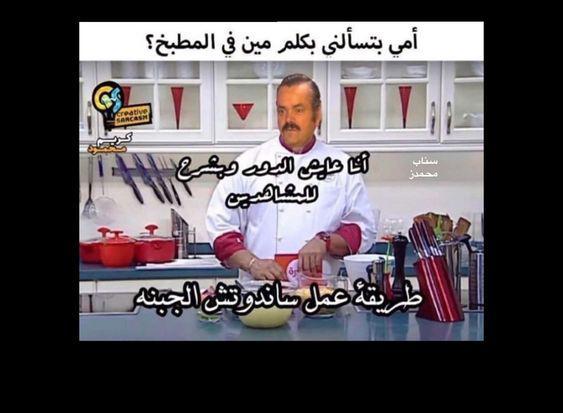 أمي بتسألني بكلم مين في المطبخ؟
creative
SARCASM
كريم
محمود
سناب
محمدز
أنا عايش الدور وبشرح
للمشاهدين
طريقة عمل ساندوتش الجبنه